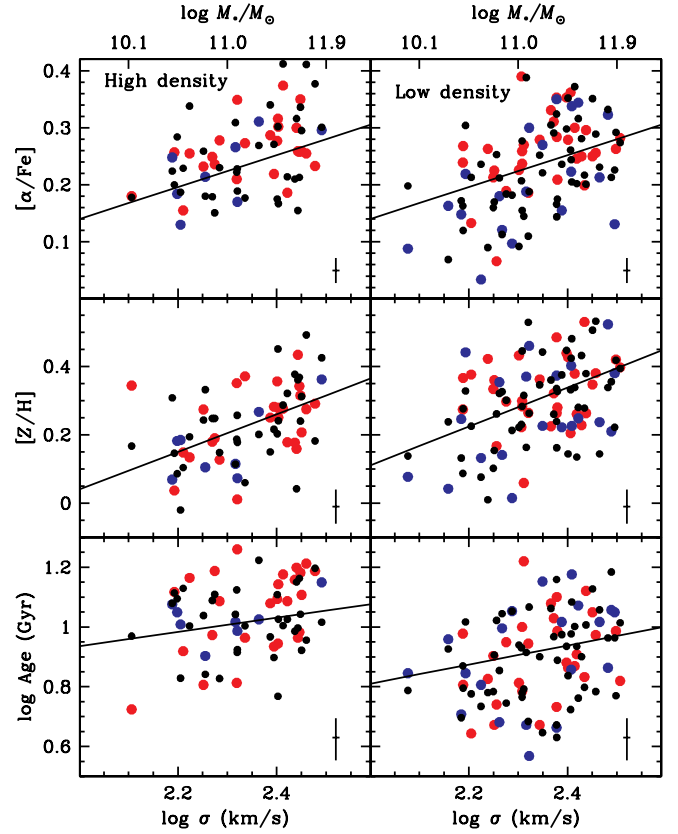 log M*/M⊙ log M*/M⊙
10.1 11.0 11.9 10.1 11.0 11.9
High density
Low density
[α/Fe]
0.4
0.3
0.2
0.1
[Z/H]
0.4
0.2
0
log Age (Gyr)
1.2
1
0.8
0.6
2.2 2.4 2.2 2.4
log σ (km/s) log σ (km/s)